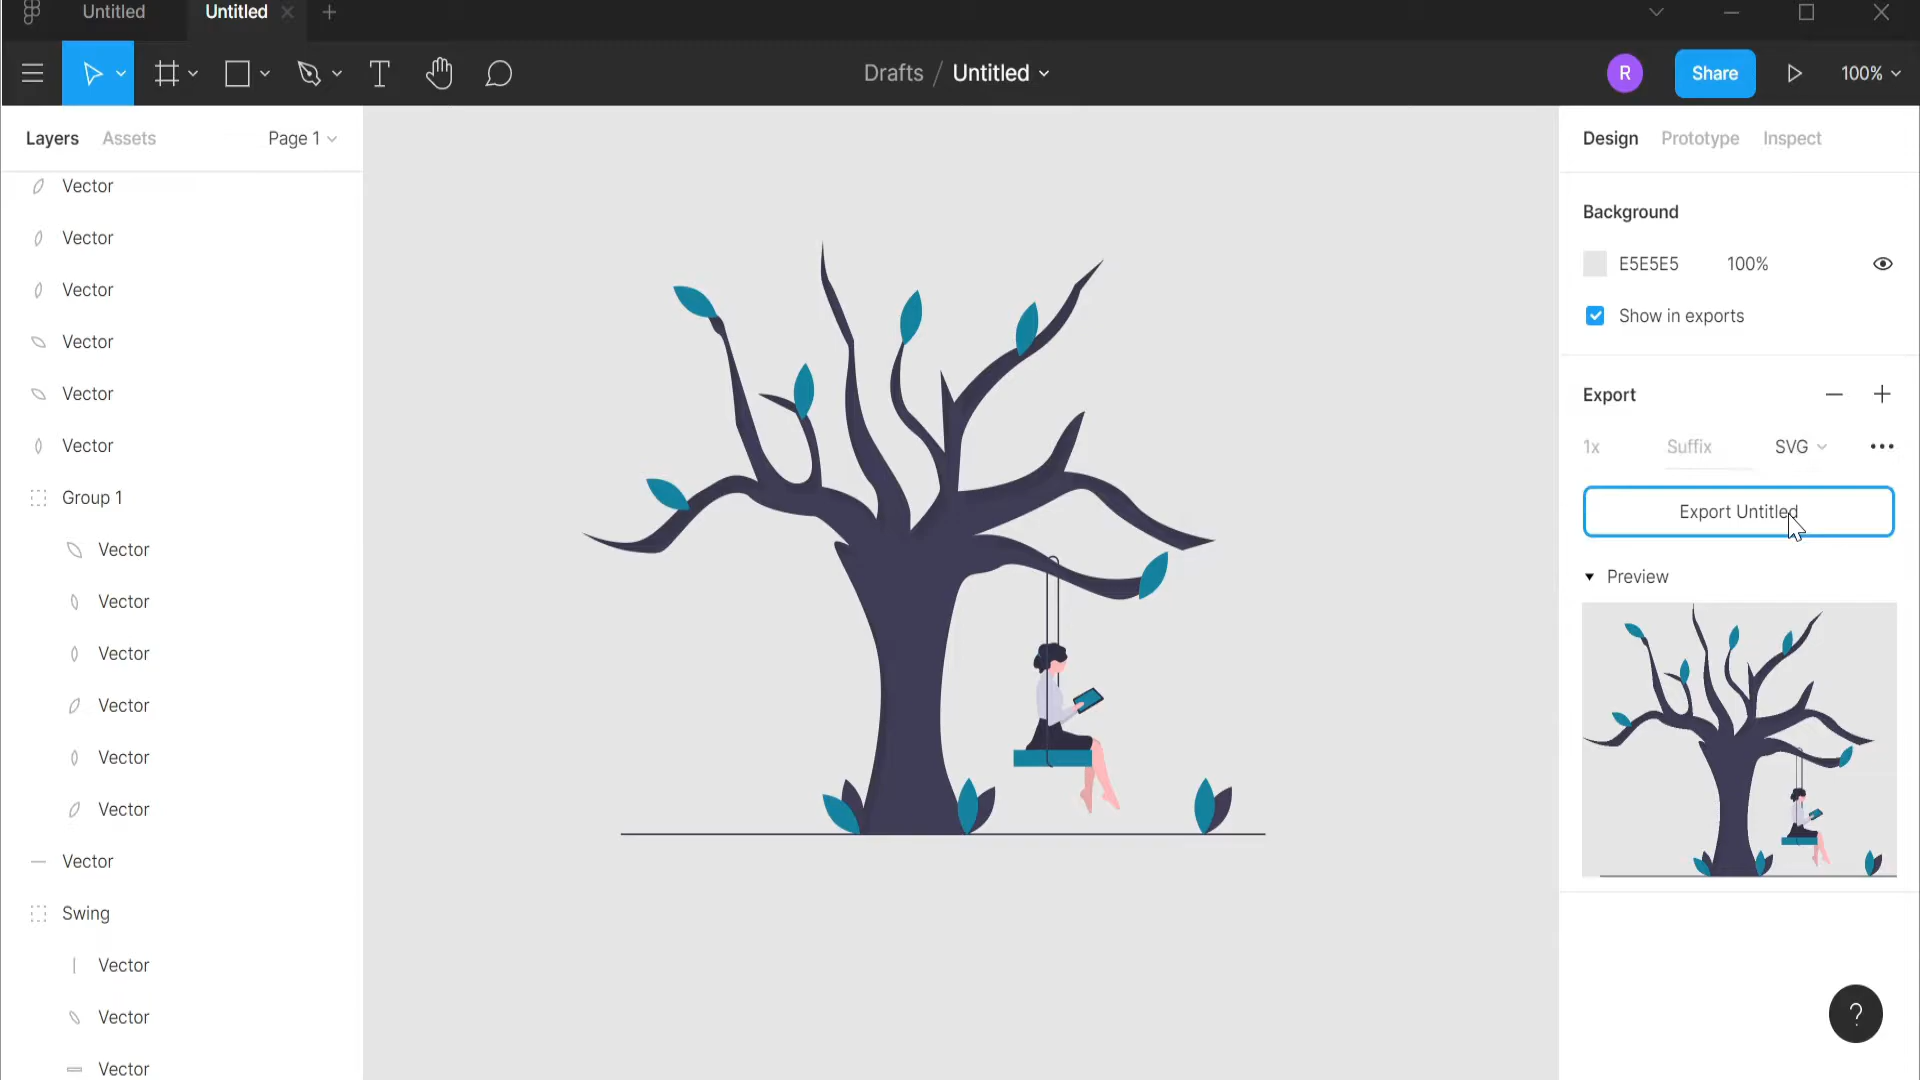 Untitled Untitled
Drafts / Untitled R Share 100%
Layers Assets Page 1
Vector
Vector
Vector
Vector
Vector
Vector
Group 1
Vector
Vector
Vector
Vector
Vector
Vector
Vector
Swing
Vector
Vector
Vector
Design Prototype Inspect
Background
E5E5E5 100%
Show in exports
Export
1x Suffix SVG
Export Untitled
Preview
?